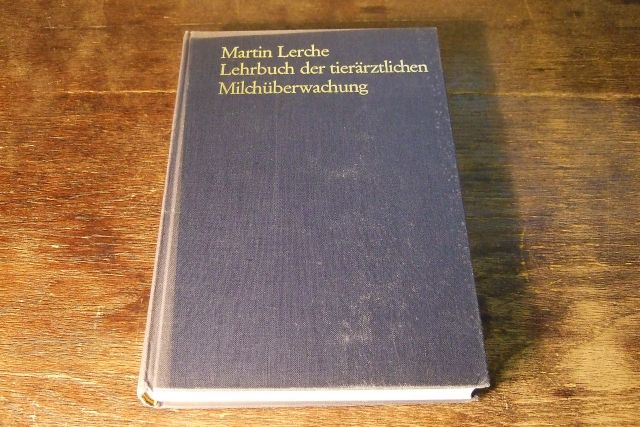 Martin Lerche
Lehrbuch der tierärztlichen
Milchüberwachung